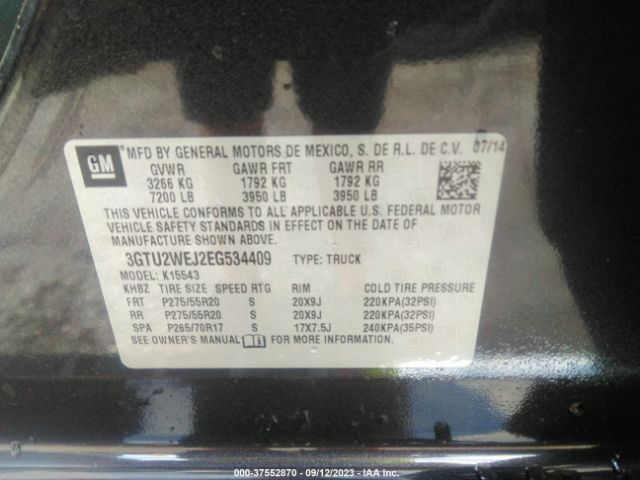 GM
MFD BY GENERAL MOTORS DE MEXICO, S. DE R.L. DE C.V. 07/14
GVWR GAWR FRT GAWR RR
3266 KG 1792 KG 1792 KG
7200 LB 3950 LB 3950 LB
THIS VEHICLE CONFORMS TO ALL APPLICABLE U.S. FEDERAL MOTOR
VEHICLE SAFETY STANDARDS IN EFFECT ON THE DATE OF
MANUFACTURE SHOWN ABOVE.
3GTU2WEJ2EG534409 TYPE: TRUCK
MODEL: K15543
KHBZ TIRE SIZE SPEED RTG RIM COLD TIRE PRESSURE
FRT P275/55R20 S 20X9J 220KPA(32PSI)
RR P275/55R20 S 20X9J 220KPA(32PSI)
SPA P265/70R17 S 17X7.5J 240KPA(35PSI)
SEE OWNER'S MANUAL FOR MORE INFORMATION
000-37552870 - 09/12/2023 - IAA Inc.